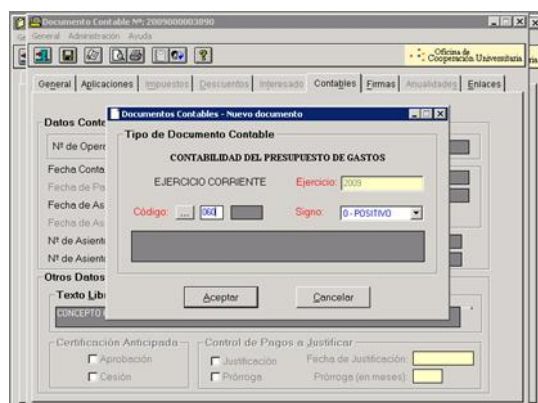 Documento Contable Nº: 2009000003890
General Administración Ayuda
Oficina de
Cooperación Universitaria
General Aplicaciones Impuestos Descuentos Interesado Contables Firmas Anualidades Enlaces
Documentos Contables - Nuevo documento
Datos Conta
Tipo de Documento Contable
Nº de Opera
CONTABILIDAD DEL PRESUPUESTO DE GASTOS
Fecha Conta
EJERCICIO CORRIENTE Ejercicio: 2009
Fecha de Pa
Fecha de As
Código: ... 060 Signo: 0 - POSITIVO
Fecha de As
Nº de Asient
Nº de Asient
Otros Datos
Texto Lib
Aceptar Cancelar
CONCEPTO
Certificación Anticipada Control de Pagos a Justificar
Aprobación Justificación Fecha de Justificación:
Cesión Prórroga Prórroga (en meses):